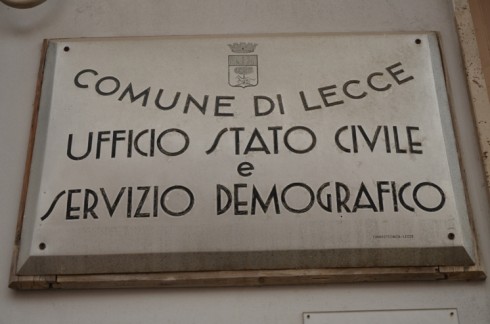 COMUNE DI LECCE
UFFICIO STATO CIVILE
e
SERVIZIO DEMOGRAFICO